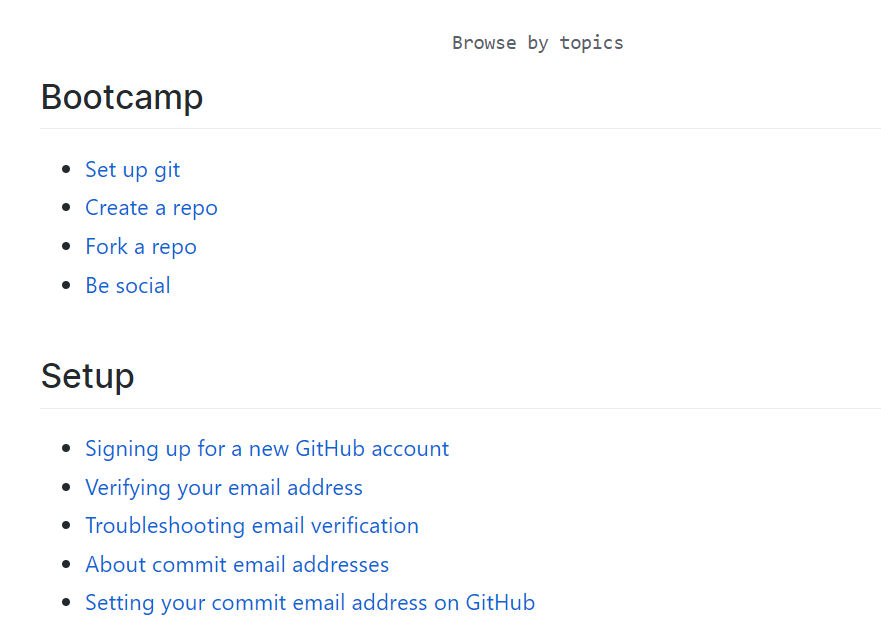 Browse by topics
Bootcamp
Set up git
Create a repo
Fork a repo
Be social
Setup
Signing up for a new GitHub account
Verifying your email address
Troubleshooting email verification
About commit email addresses
Setting your commit email address on GitHub